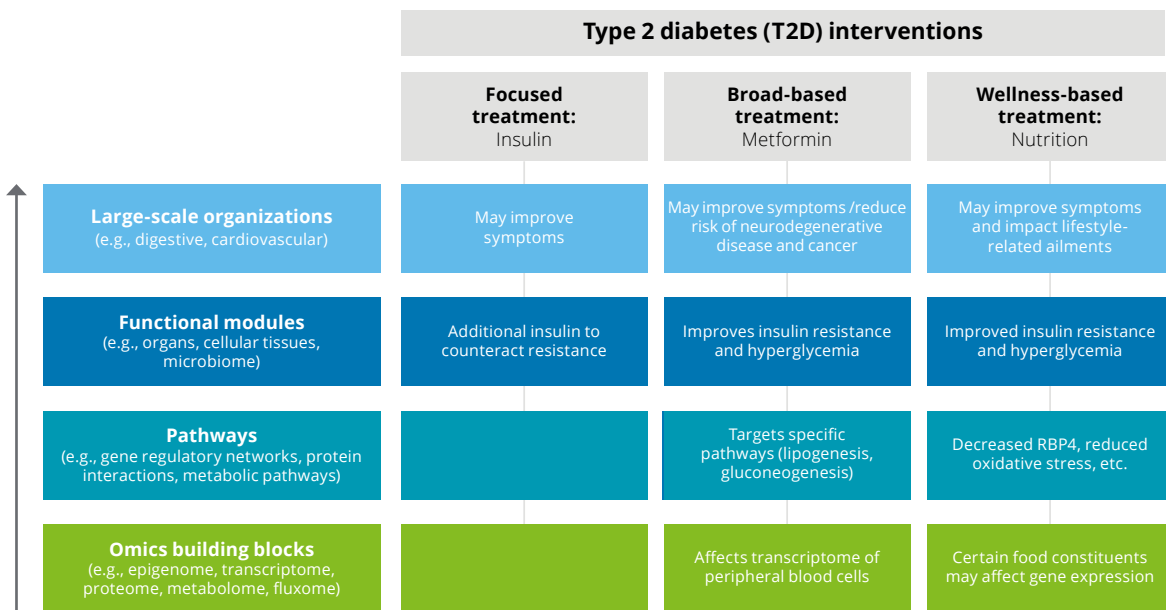 Type 2 diabetes (T2D) interventions
Focused
treatment:
Insulin
Broad-based
treatment:
Metformin
Wellness-based
treatment:
Nutrition
Large-scale organizations
(e.g., digestive, cardiovascular)
May improve
symptoms
May improve symptoms /reduce
risk of neurodegenerative
disease and cancer
May improve symptoms
and impact lifestyle-
related ailments
Functional modules
(e.g., organs, cellular tissues,
microbiome)
Additional insulin to
counteract resistance
Improves insulin resistance
and hyperglycemia
Improved insulin resistance
and hyperglycemia
Pathways
(e.g., gene regulatory networks, protein
interactions, metabolic pathways)
Targets specific
pathways (lipogenesis,
gluconeogenesis)
Decreased RBP4, reduced
oxidative stress, etc.
Omics building blocks
(e.g., epigenome, transcriptome,
proteome, metabolome, fluxome)
Affects transcriptome of
peripheral blood cells
Certain food constituents
may affect gene expression